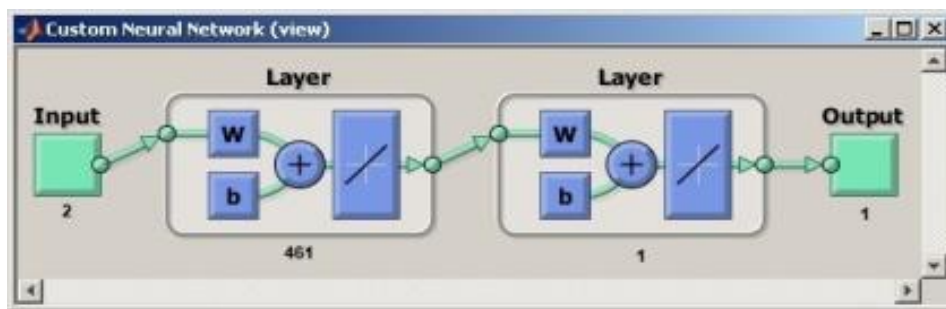 Custom Neural Network (view)
Layer Layer
Input Output
W W
+ +
b b
2 1
461 1